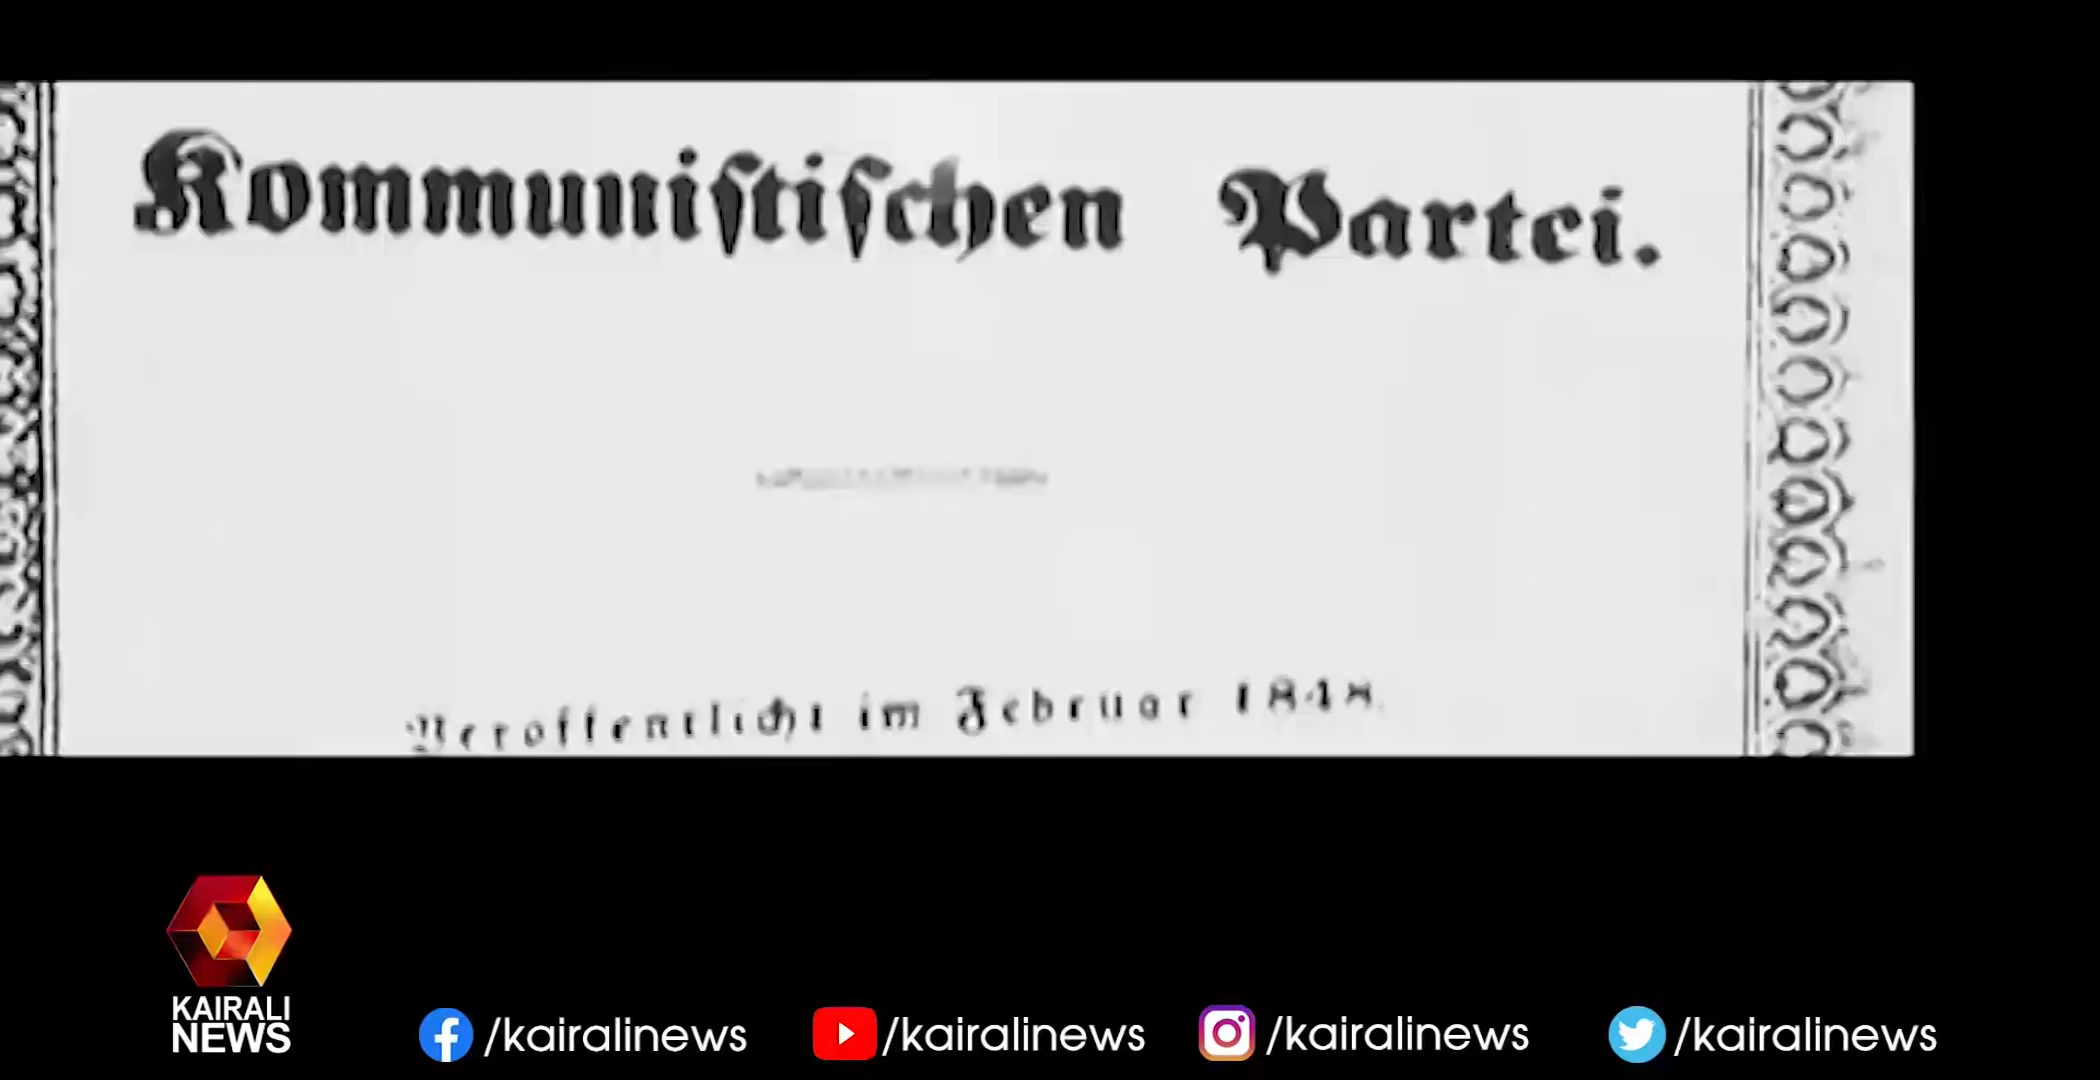 Kommuniſtiſchen Partei.
Veröffentlicht im Februar 1848.
KAIRALI
NEWS
/kairalinews
/kairalinews
/kairalinews
/kairalinews